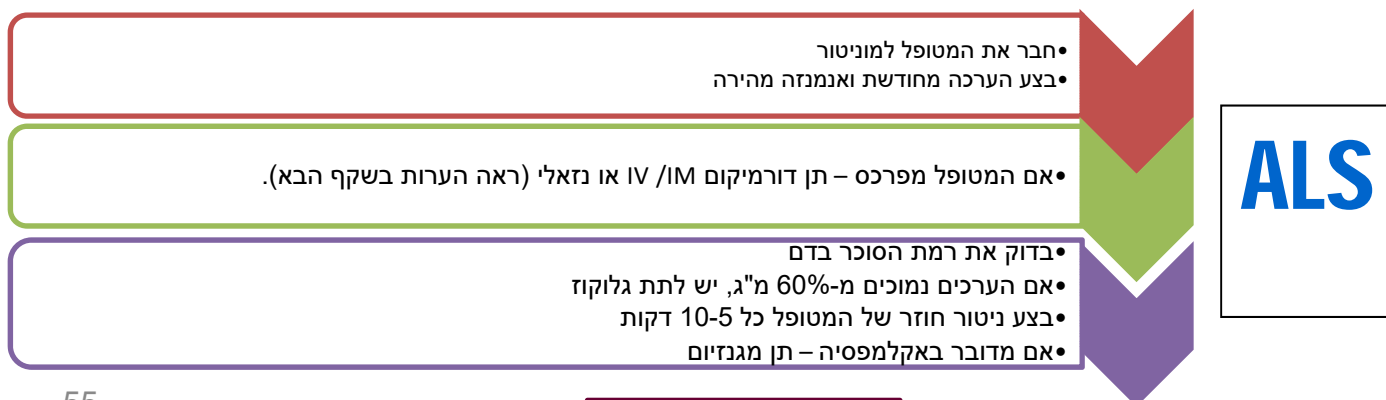 •חבר את המטופל למוניטור
•בצע הערכה מחודשת ואנמנזה מהירה
ALS
•אם המטופל מפרכס – תן דורמיקום IV /IM או נזאלי (ראה הערות בשקף הבא).
•בדוק את רמת הסוכר בדם
•אם הערכים נמוכים מ-60% מ"ג, יש לתת גלוקוז
•בצע ניטור חוזר של המטופל כל 10-5 דקות
•אם מדובר באקלמפסיה – תן מגנזיום
55